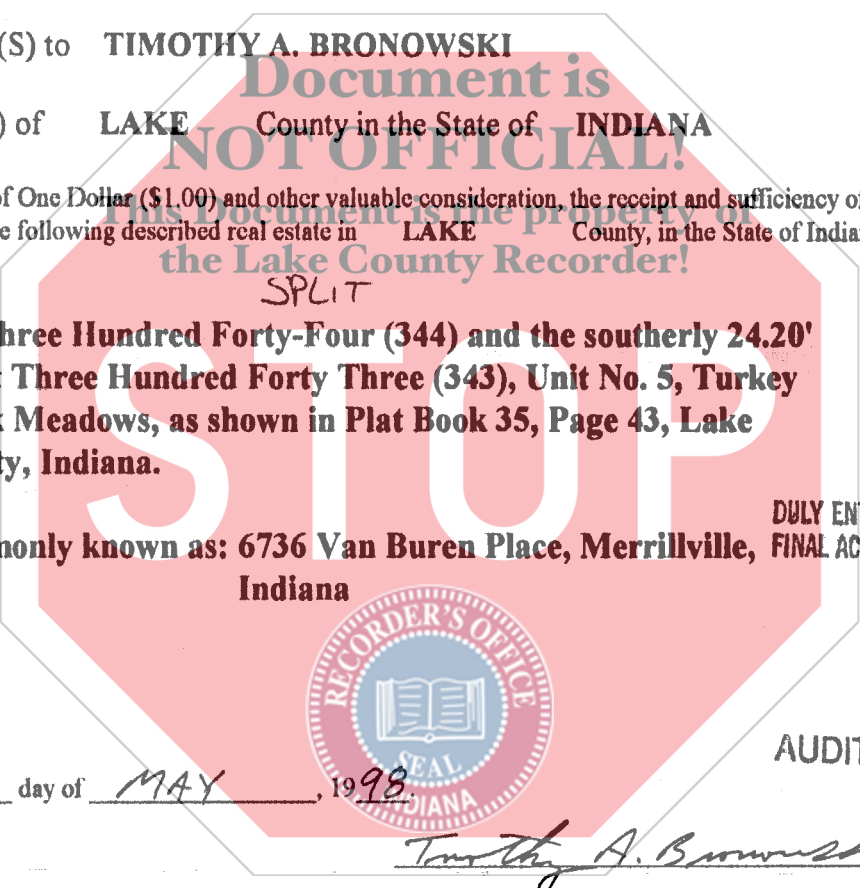 (S) to TIMOTHY A. BRONOWSKI
Document is
) of LAKE County in the State of INDIANA
NOT OFFICIAL!
of One Dollar ($1.00) and other valuable consideration, the receipt and sufficiency of
This Document is the property of
e following described real estate in LAKE County, in the State of Indian
the Lake County Recorder!
SPLIT
hree Hundred Forty-Four (344) and the southerly 24.20'
t Three Hundred Forty Three (343), Unit No. 5, Turkey
k Meadows, as shown in Plat Book 35, Page 43, Lake
ty, Indiana.
STOP
DULY ENT
monly known as: 6736 Van Buren Place, Merrillville,
FINAL AC
Indiana
RECORDER'S OFFICE
SEAL
INDIANA
AUDIT
day of MAY, 1998.
Timothy A. Bronowsk